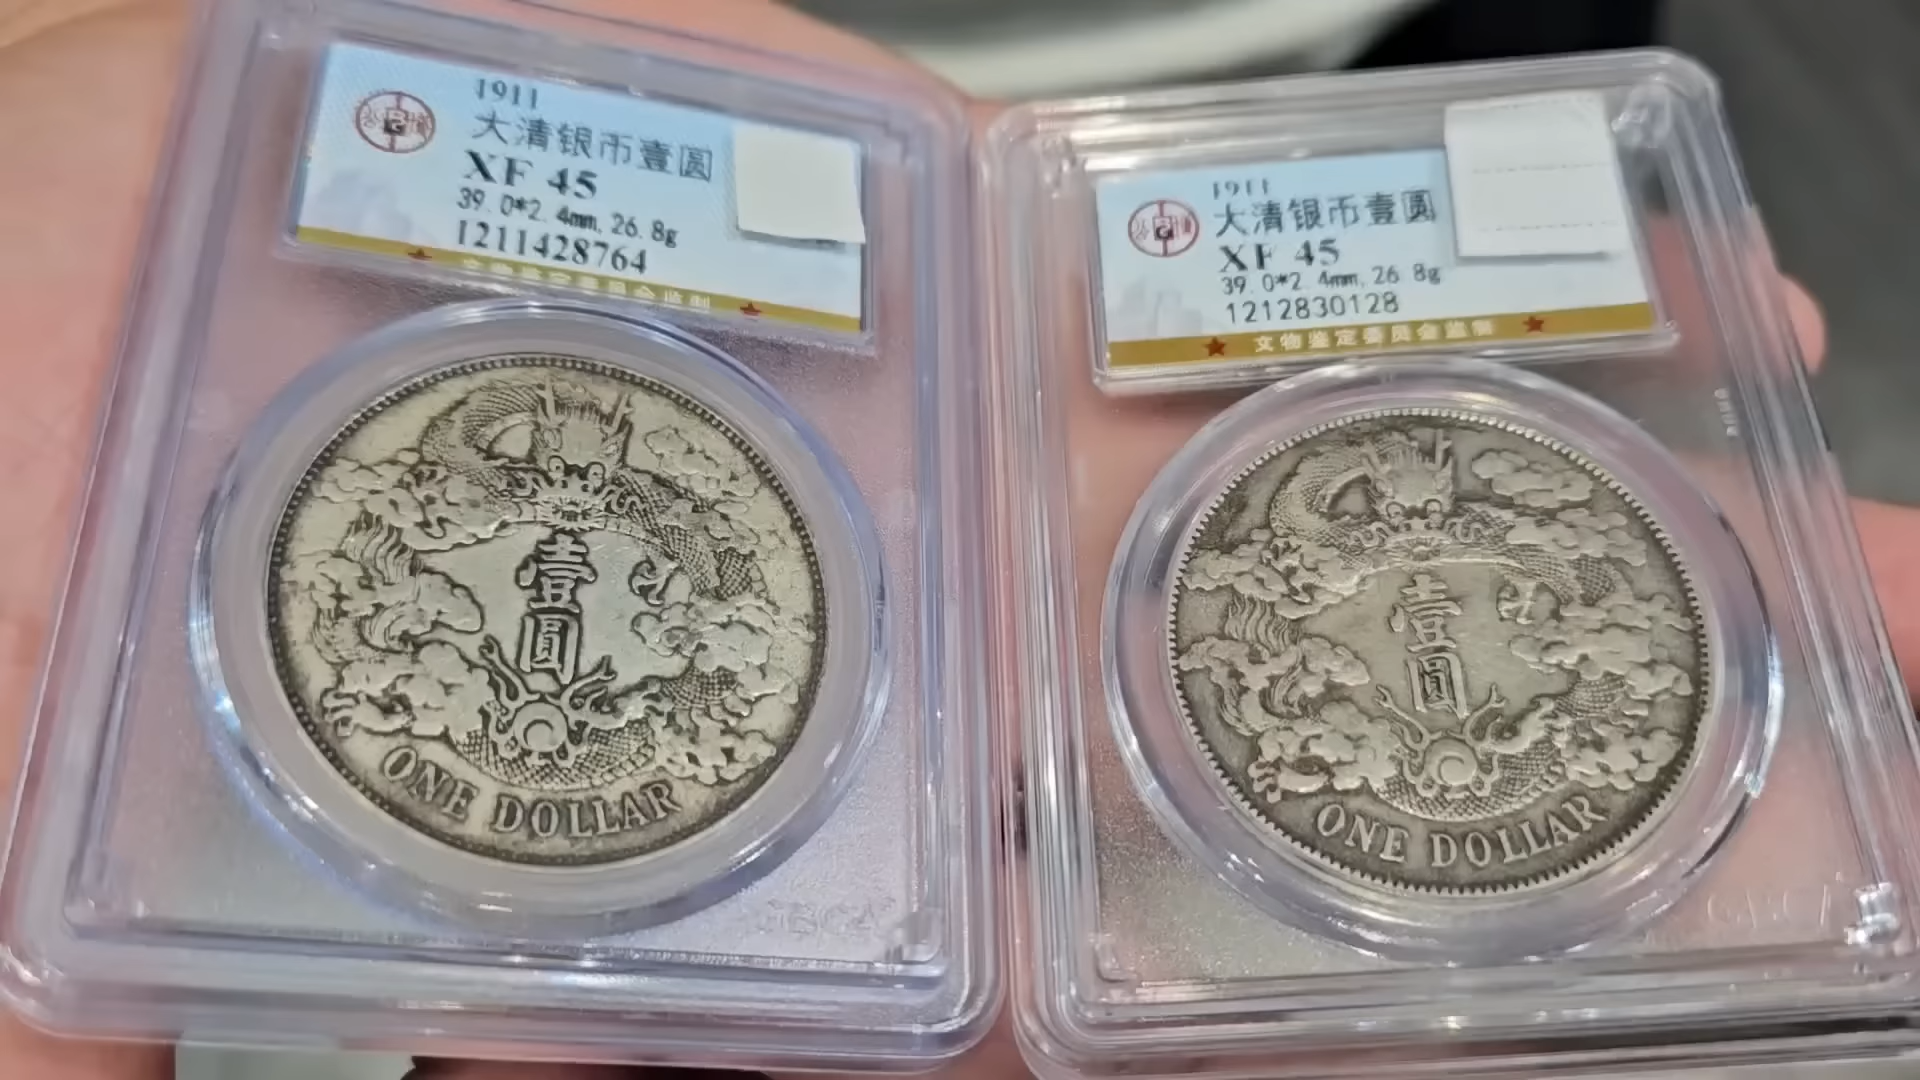 1911
大清银币壹圆
XF 45
39.0*2.4mm, 26.8g
1211428764
文物鉴定委员会监制
壹
圓
ONE DOLLAR
1911
大清银币壹圆
XF 45
39.0*2.4mm, 26.8g
1212830128
文物鉴定委员会监制
壹
圓
ONE DOLLAR